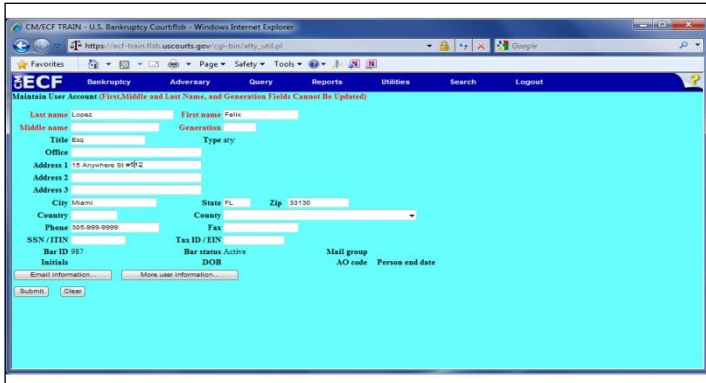 CM/ECF TRAIN - U.S. Bankruptcy Court:flsb - Windows Internet Explorer
https://ecf-train.flsb.uscourts.gov/cgi-bin/atty_util.pl Google
Favorites Page Safety Tools
ECF Bankruptcy Adversary Query Reports Utilities Search Logout ?
Maintain User Account (First,Middle and Last Name, and Generation Fields Cannot Be Updated)
Last name Lopez First name Felix
Middle name Generation
Title Esq Type aty
Office
Address 1 15 Anywhere St
Address 2
Address 3
City Miami State FL Zip 33130
Country County
Phone 305-999-9999 Fax
SSN / ITIN Tax ID / EIN
Bar ID 987 Bar status Active Mail group
Initials DOB AO code Person end date
Email information... More user information...
Submit Clear